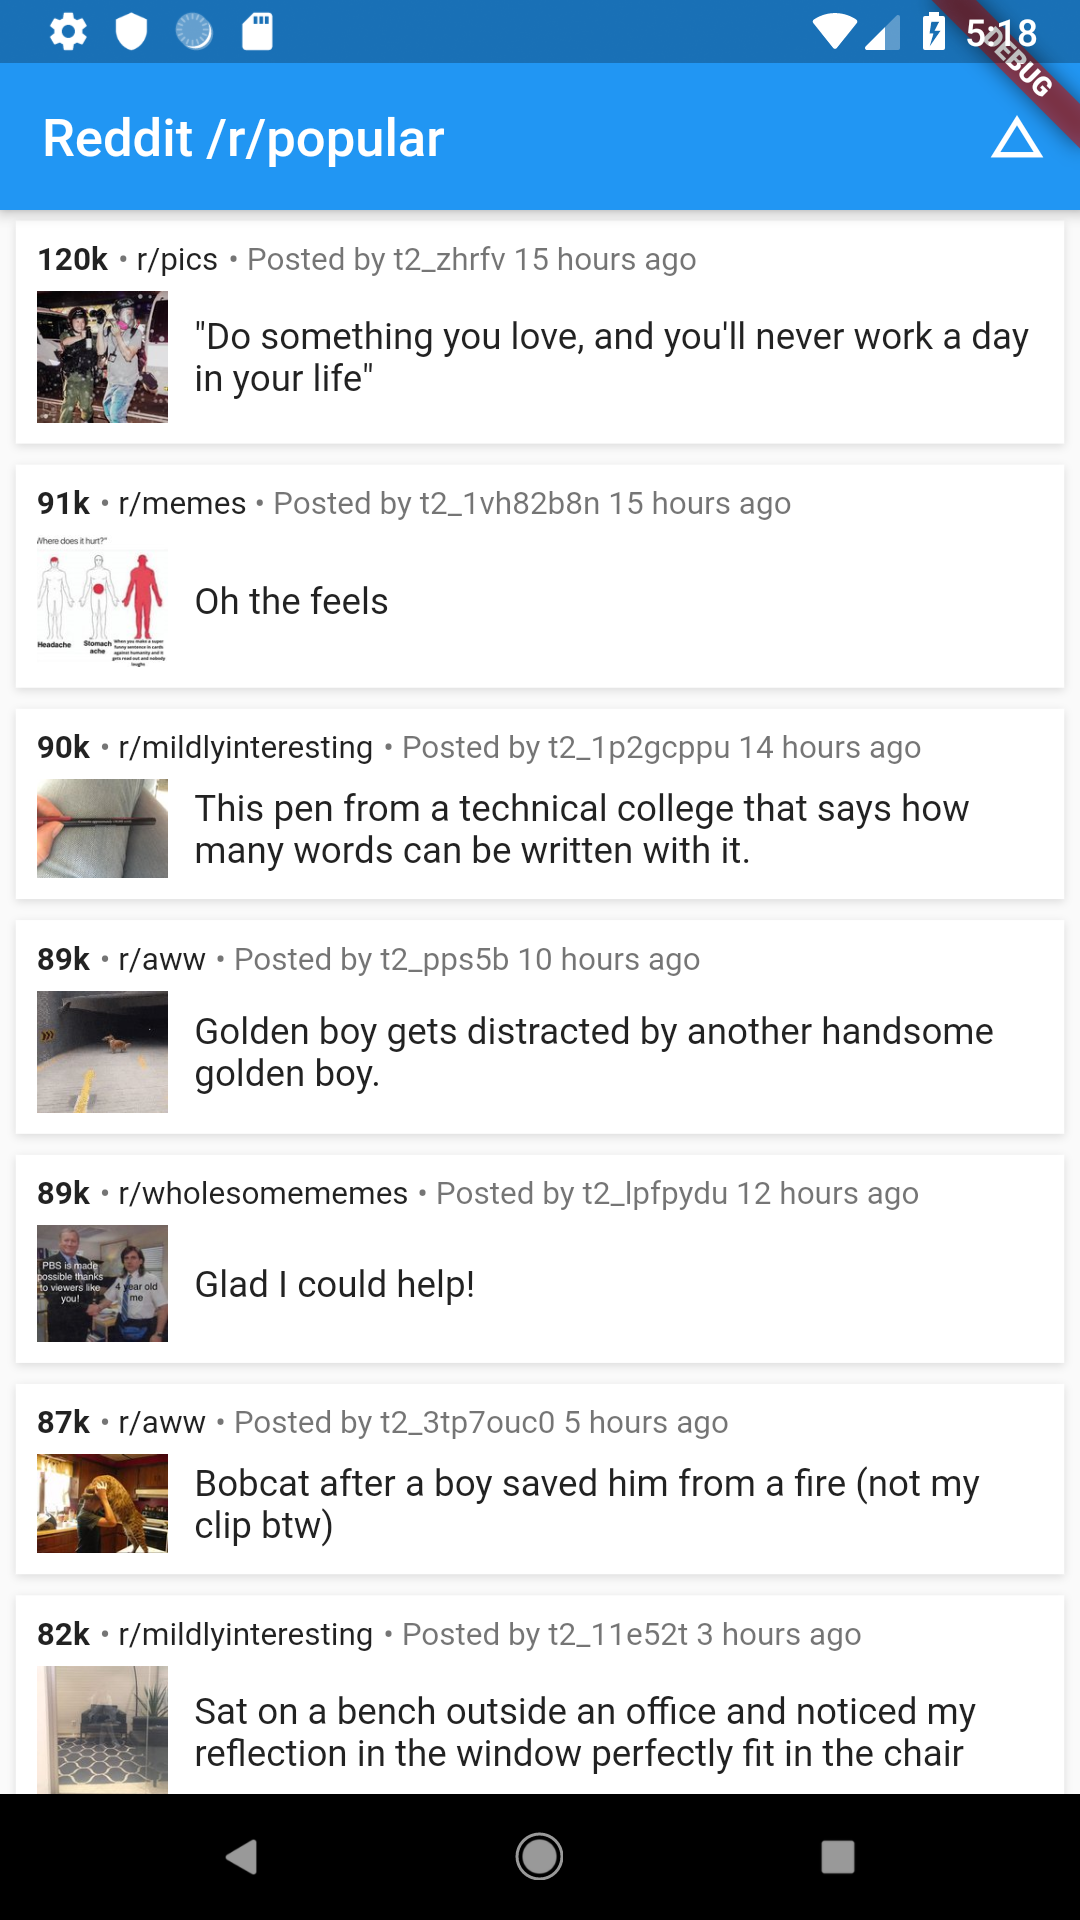 5:18
DEBUG
Reddit /r/popular
120k • r/pics • Posted by t2_zhrfv 15 hours ago
"Do something you love, and you'll never work a day
in your life"
91k • r/memes • Posted by t2_1vh82b8n 15 hours ago
Where does it hurt?"
Headache
Stomach
ache
When you make a super
funny sentence in cards
against humanity and it
gets read out and nobody
laughs
Oh the feels
90k • r/mildlyinteresting • Posted by t2_1p2gcppu 14 hours ago
This pen from a technical college that says how
many words can be written with it.
89k • r/aww • Posted by t2_pps5b 10 hours ago
Golden boy gets distracted by another handsome
golden boy.
89k • r/wholesomememes • Posted by t2_lpfpydu 12 hours ago
PBS is made
possible thanks
to viewers like
you!
4 year old
me
Glad I could help!
87k • r/aww • Posted by t2_3tp7ouc0 5 hours ago
Bobcat after a boy saved him from a fire (not my
clip btw)
82k • r/mildlyinteresting • Posted by t2_11e52t 3 hours ago
Sat on a bench outside an office and noticed my
reflection in the window perfectly fit in the chair